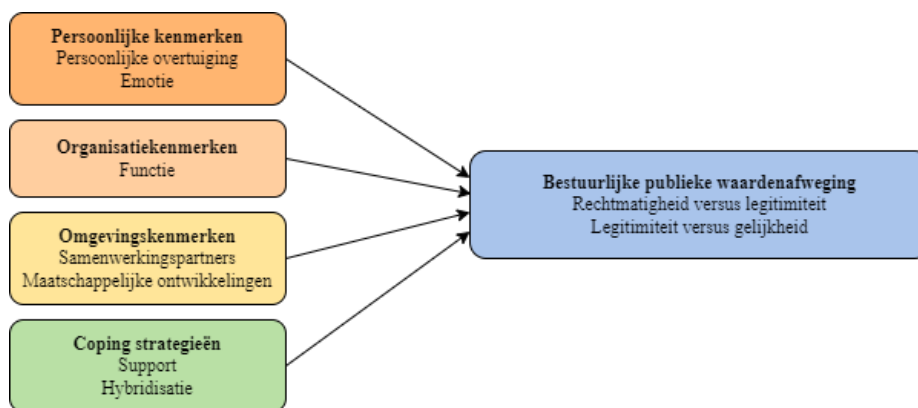 Persoonlijke kenmerken
Persoonlijke overtuiging
Emotie
Organisatiekenmerken
Functie
Omgevingskenmerken
Samenwerkingspartners
Maatschappelijke ontwikkelingen
Coping strategieën
Support
Hybridisatie
Bestuurlijke publieke waardenafweging
Rechtmatigheid versus legitimiteit
Legitimiteit versus gelijkheid